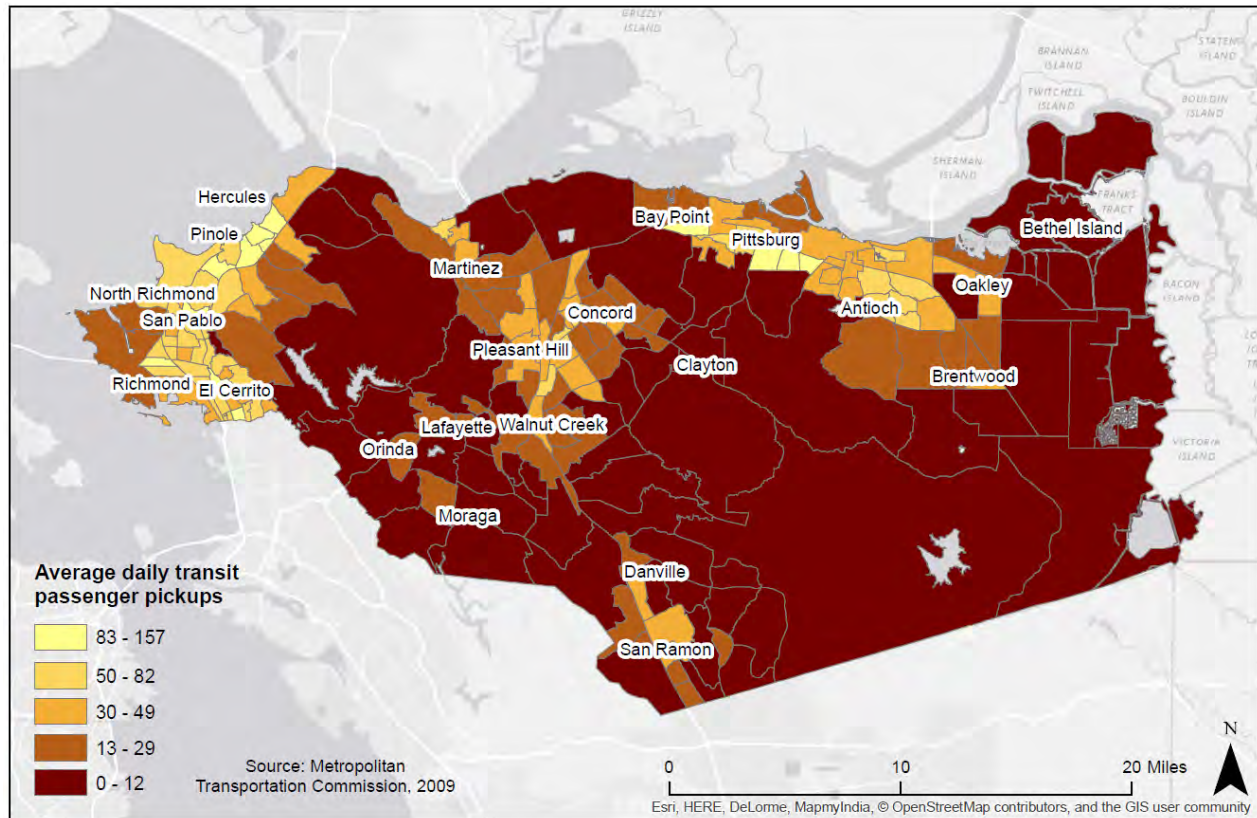 GRIZZLY
ISLAND
BRANNAN
ISLAND
STATEN
ISLAND
TWITCHELL
ISLAND
BOULDIN
ISLAND
SHERMAN
ISLAND
FRANKS
TRACT
Hercules
Bay Point
Bethel Island
Pinole
Pittsburg
Martinez
North Richmond
Oakley
BACON
ISLAND
San Pablo
Concord
Antioch
Pleasant Hill
Clayton
Richmond
El Cerrito
Brentwood
Lafayette
Walnut Creek
VICTORIA
ISLAND
Orinda
Moraga
Danville
San Ramon
Average daily transit
passenger pickups
83 - 157
50 - 82
30 - 49
13 - 29
0 - 12
Source: Metropolitan
Transportation Commission, 2009
N
0 10 20 Miles
Esri, HERE, DeLorme, MapmyIndia, © OpenStreetMap contributors, and the GIS user community